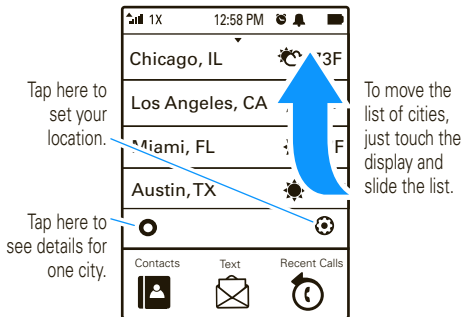 1X 12:58 PM
Chicago, IL 3F
Los Angeles, CA
Miami, FL F
Austin, TX
Contacts Text Recent Calls
Tap here to
set your
location.
Tap here to
see details for
one city.
To move the
list of cities,
just touch the
display and
slide the list.